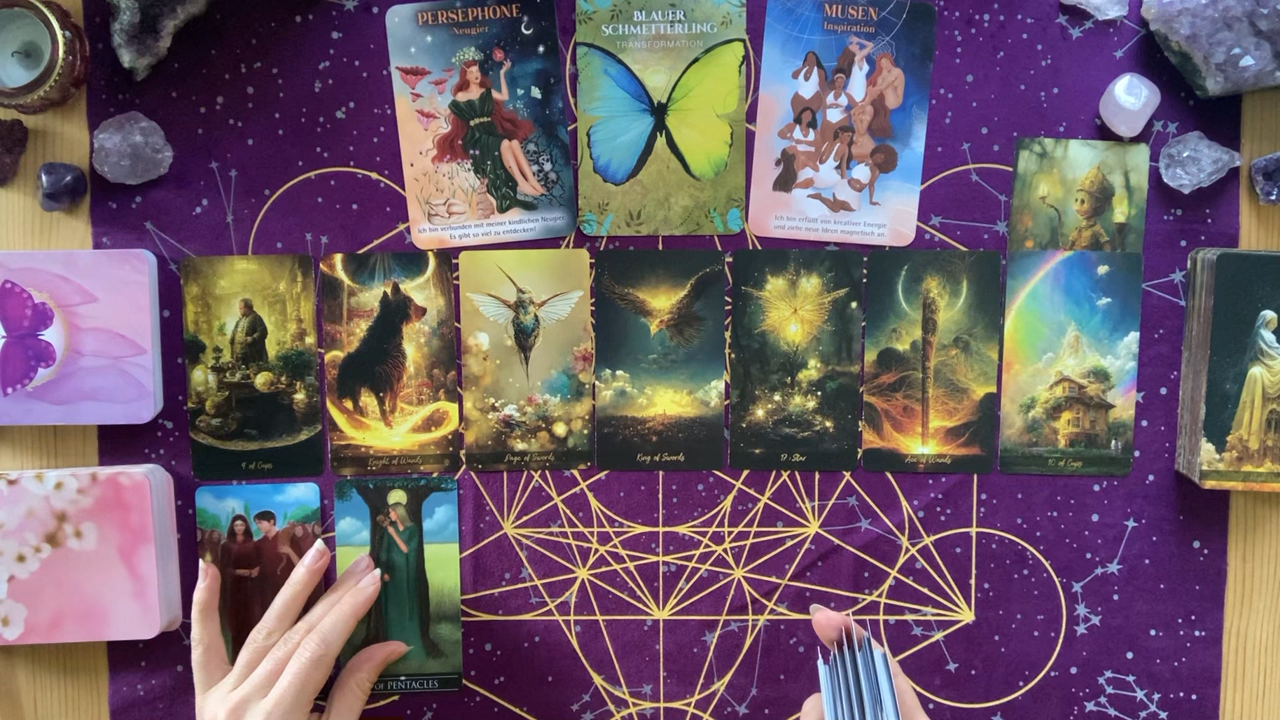 PERSEPHONE
Neugier
Ich bin verbunden mit meiner kindlichen Neugier.
Es gibt so viel zu entdecken!
BLAUER
SCHMETTERLING
TRANSFORMATION
MUSEN
Inspiration
Ich bin erfüllt von kreativer Energie
und ziehe neue Ideen magnetisch an.
9 of Cups
Knight of Wands
Page of Swords
King of Swords
17 · Star
Ace of Wands
10 of Cups
OF PENTACLES